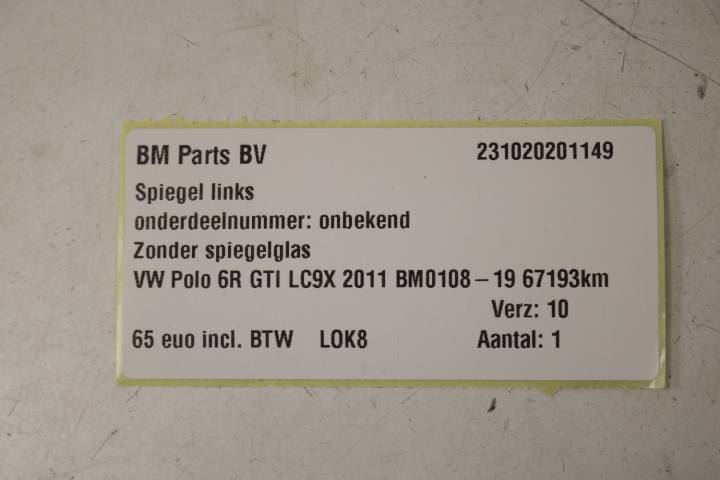 BM Parts BV 231020201149
Spiegel links
onderdeelnummer: onbekend
Zonder spiegelglas
VW Polo 6R GTI LC9X 2011 BM0108 – 19 67193km
Verz: 10
65 euo incl. BTW LOK8 Aantal: 1